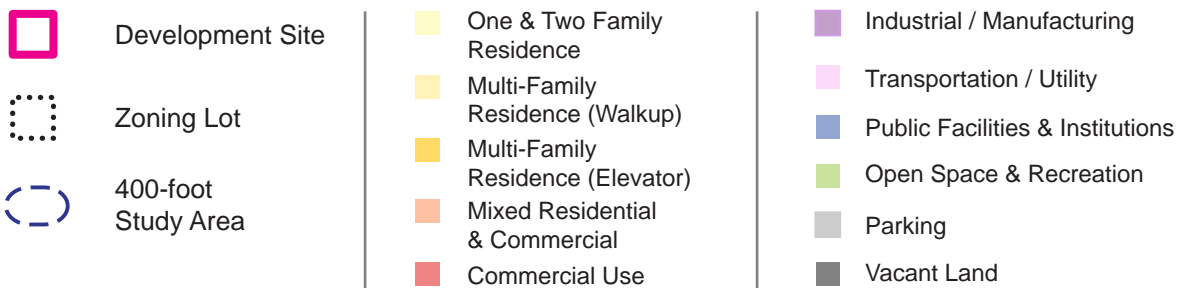 Development Site
Zoning Lot
400-foot
Study Area
One & Two Family
Residence
Multi-Family
Residence (Walkup)
Multi-Family
Residence (Elevator)
Mixed Residential
& Commercial
Commercial Use
Industrial / Manufacturing
Transportation / Utility
Public Facilities & Institutions
Open Space & Recreation
Parking
Vacant Land